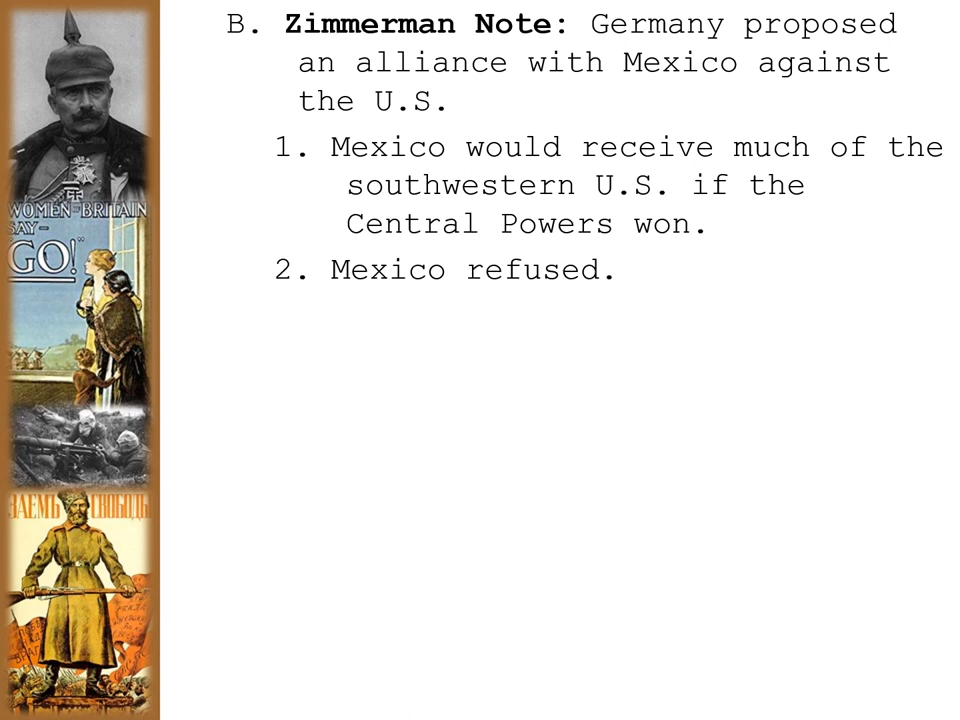 B. Zimmerman Note: Germany proposed
an alliance with Mexico against
the U.S.
1. Mexico would receive much of the
southwestern U.S. if the
Central Powers won.
2. Mexico refused.
WOMEN OF BRITAIN
SAY-
"GO!"
ЗАЕМЪ СВОБОДЫ